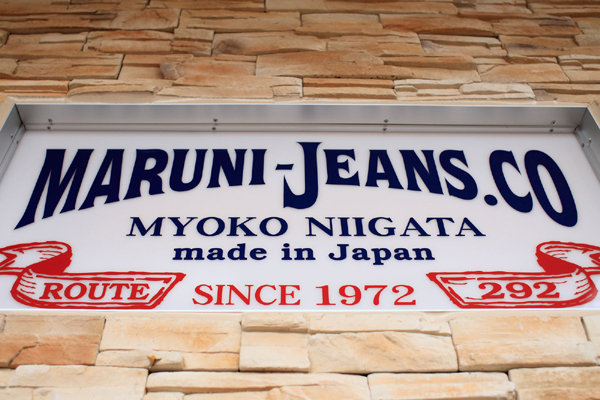 MARUNI-JEANS.CO
MYOKO NIIGATA
made in Japan
ROUTE SINCE 1972 292